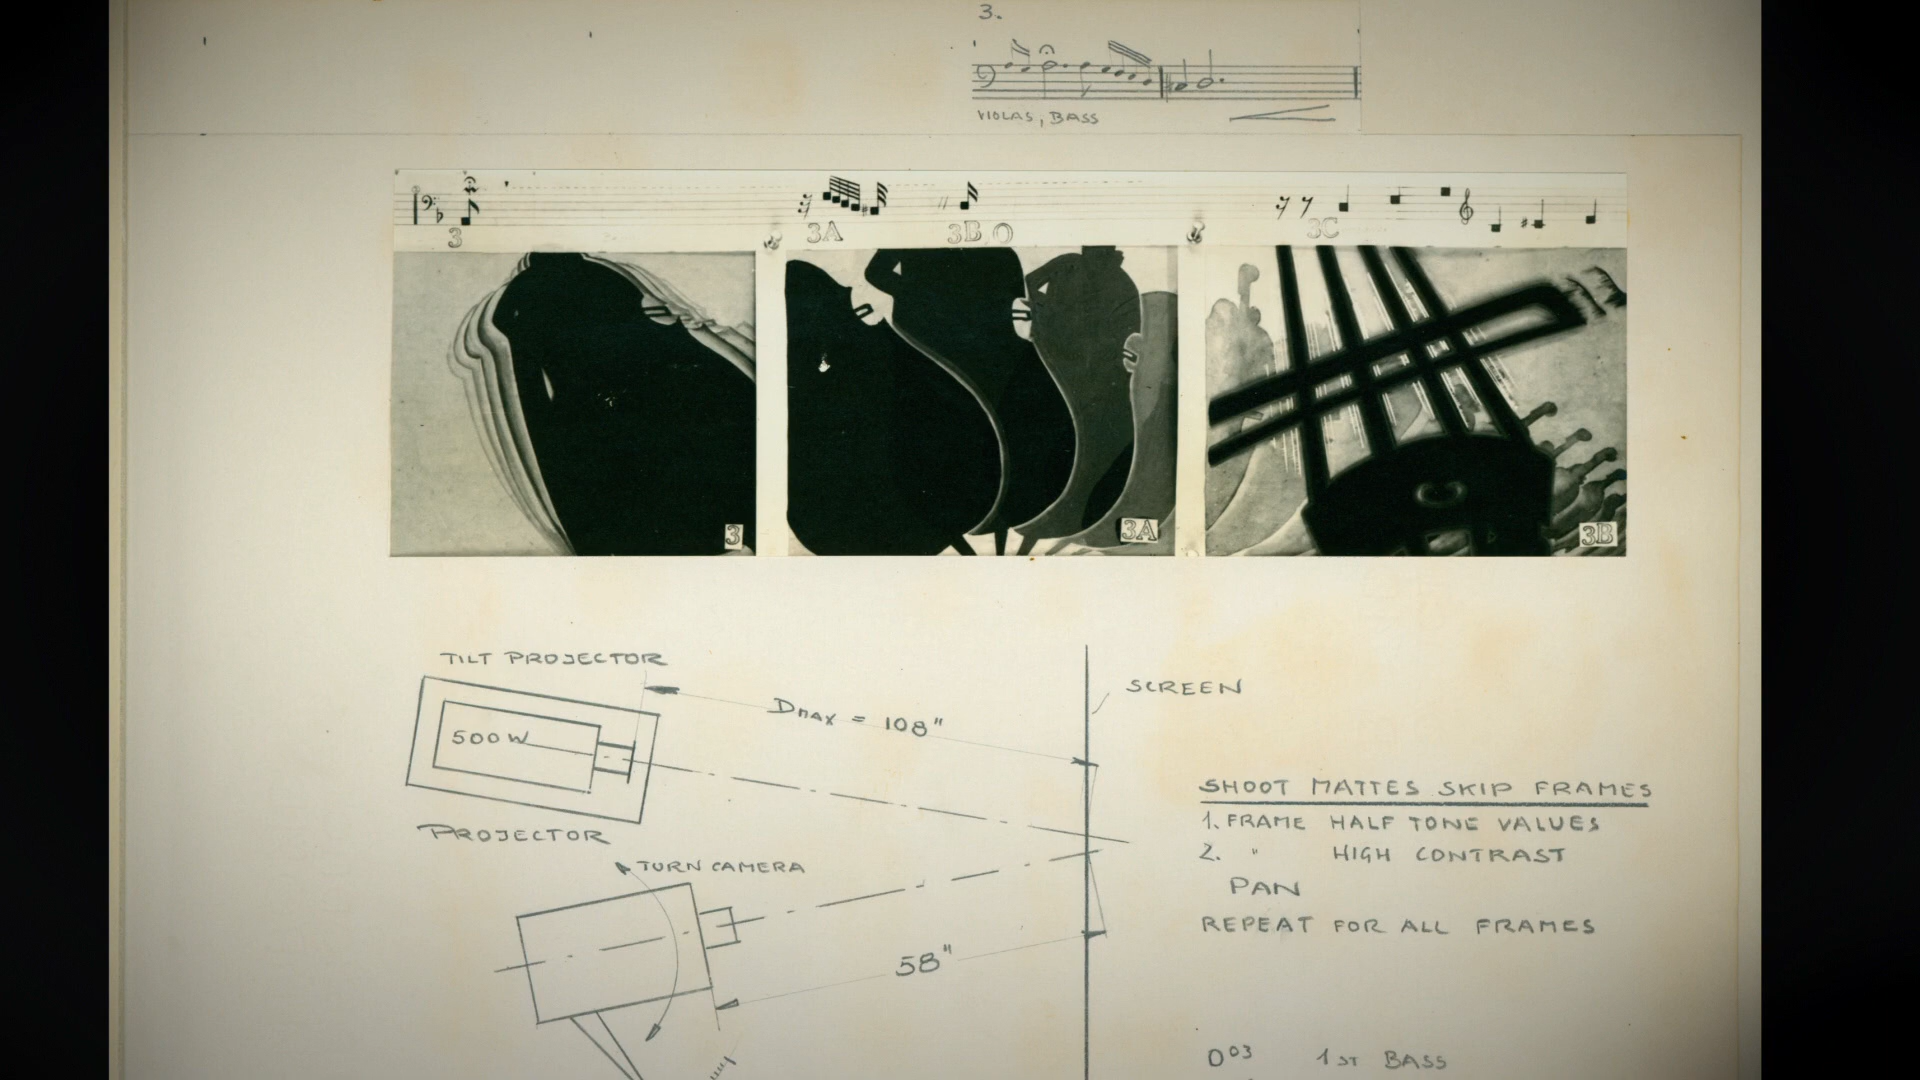 3.
VIOLAS, BASS
3 3A 3B O 3C
3 3A 3B
TILT PROJECTOR
SCREEN
Dmax = 108"
500 W
SHOOT MATTES SKIP FRAMES
1. FRAME HALF TONE VALUES
PROJECTOR
2. " HIGH CONTRAST
TURN CAMERA
PAN
REPEAT FOR ALL FRAMES
58"
0⁰³ 1ST BASS